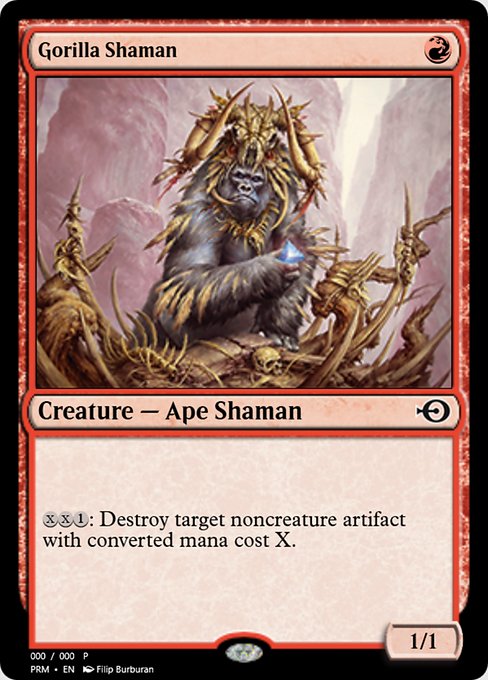 Gorilla Shaman
Creature — Ape Shaman
XX1: Destroy target noncreature artifact
with converted mana cost X.
1/1
000 / 000 P
PRM • EN Filip Burburan